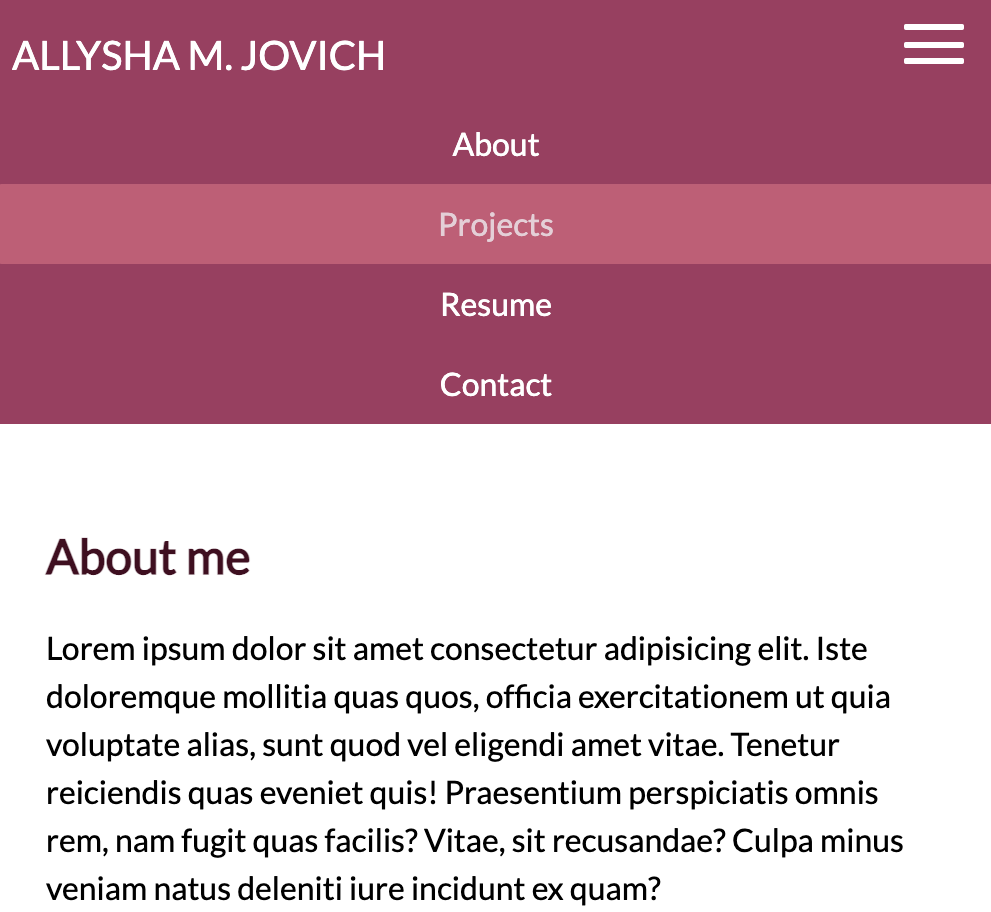 ALLYSHA M. JOVICH
About
Projects
Resume
Contact
About me
Lorem ipsum dolor sit amet consectetur adipisicing elit. Iste
doloremque mollitia quas quos, officia exercitationem ut quia
voluptate alias, sunt quod vel eligendi amet vitae. Tenetur
reiciendis quas eveniet quis! Praesentium perspiciatis omnis
rem, nam fugit quas facilis? Vitae, sit recusandae? Culpa minus
veniam natus deleniti iure incidunt ex quam?